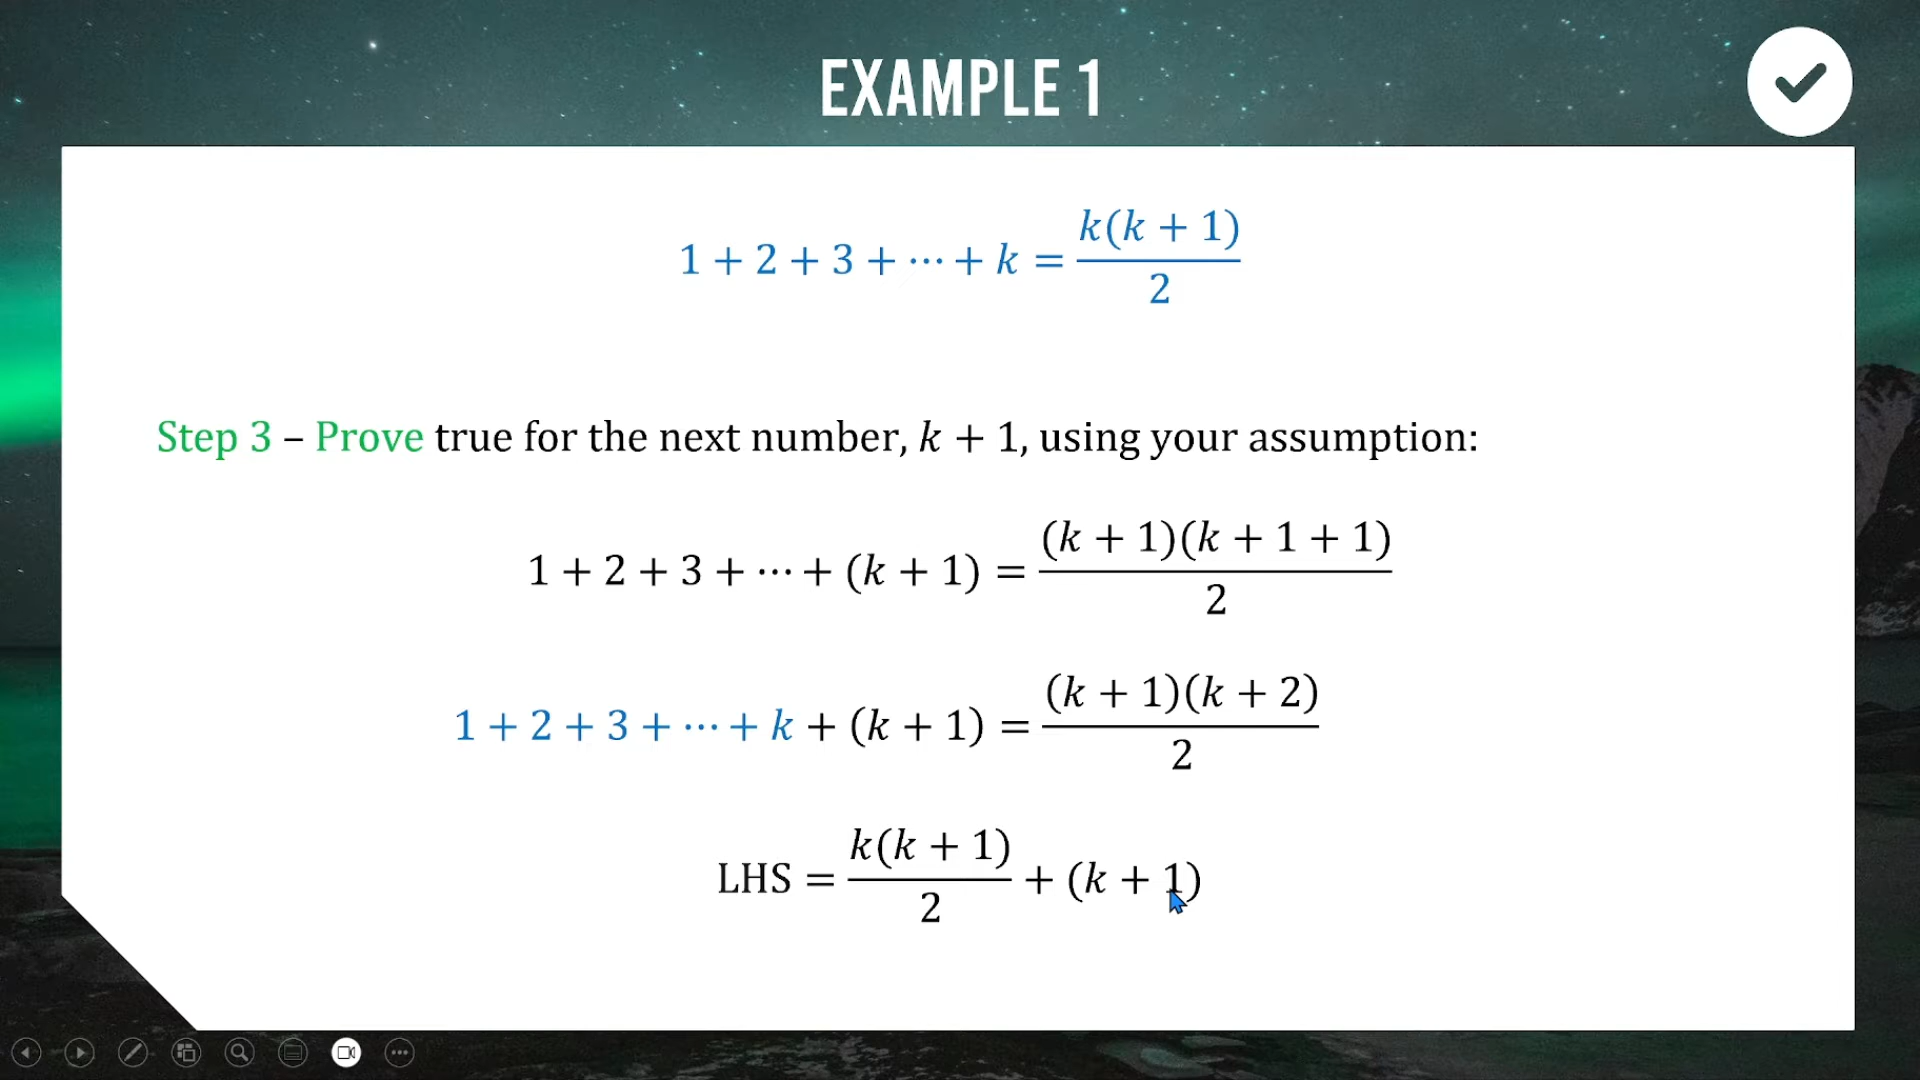 EXAMPLE 1
1 + 2 + 3 + ⋯ + k = k(k + 1)/2
Step 3 – Prove true for the next number, k + 1, using your assumption:
1 + 2 + 3 + ⋯ + (k + 1) = (k + 1)(k + 1 + 1)/2
1 + 2 + 3 + ⋯ + k + (k + 1) = (k + 1)(k + 2)/2
LHS = k(k + 1)/2 + (k + 1)